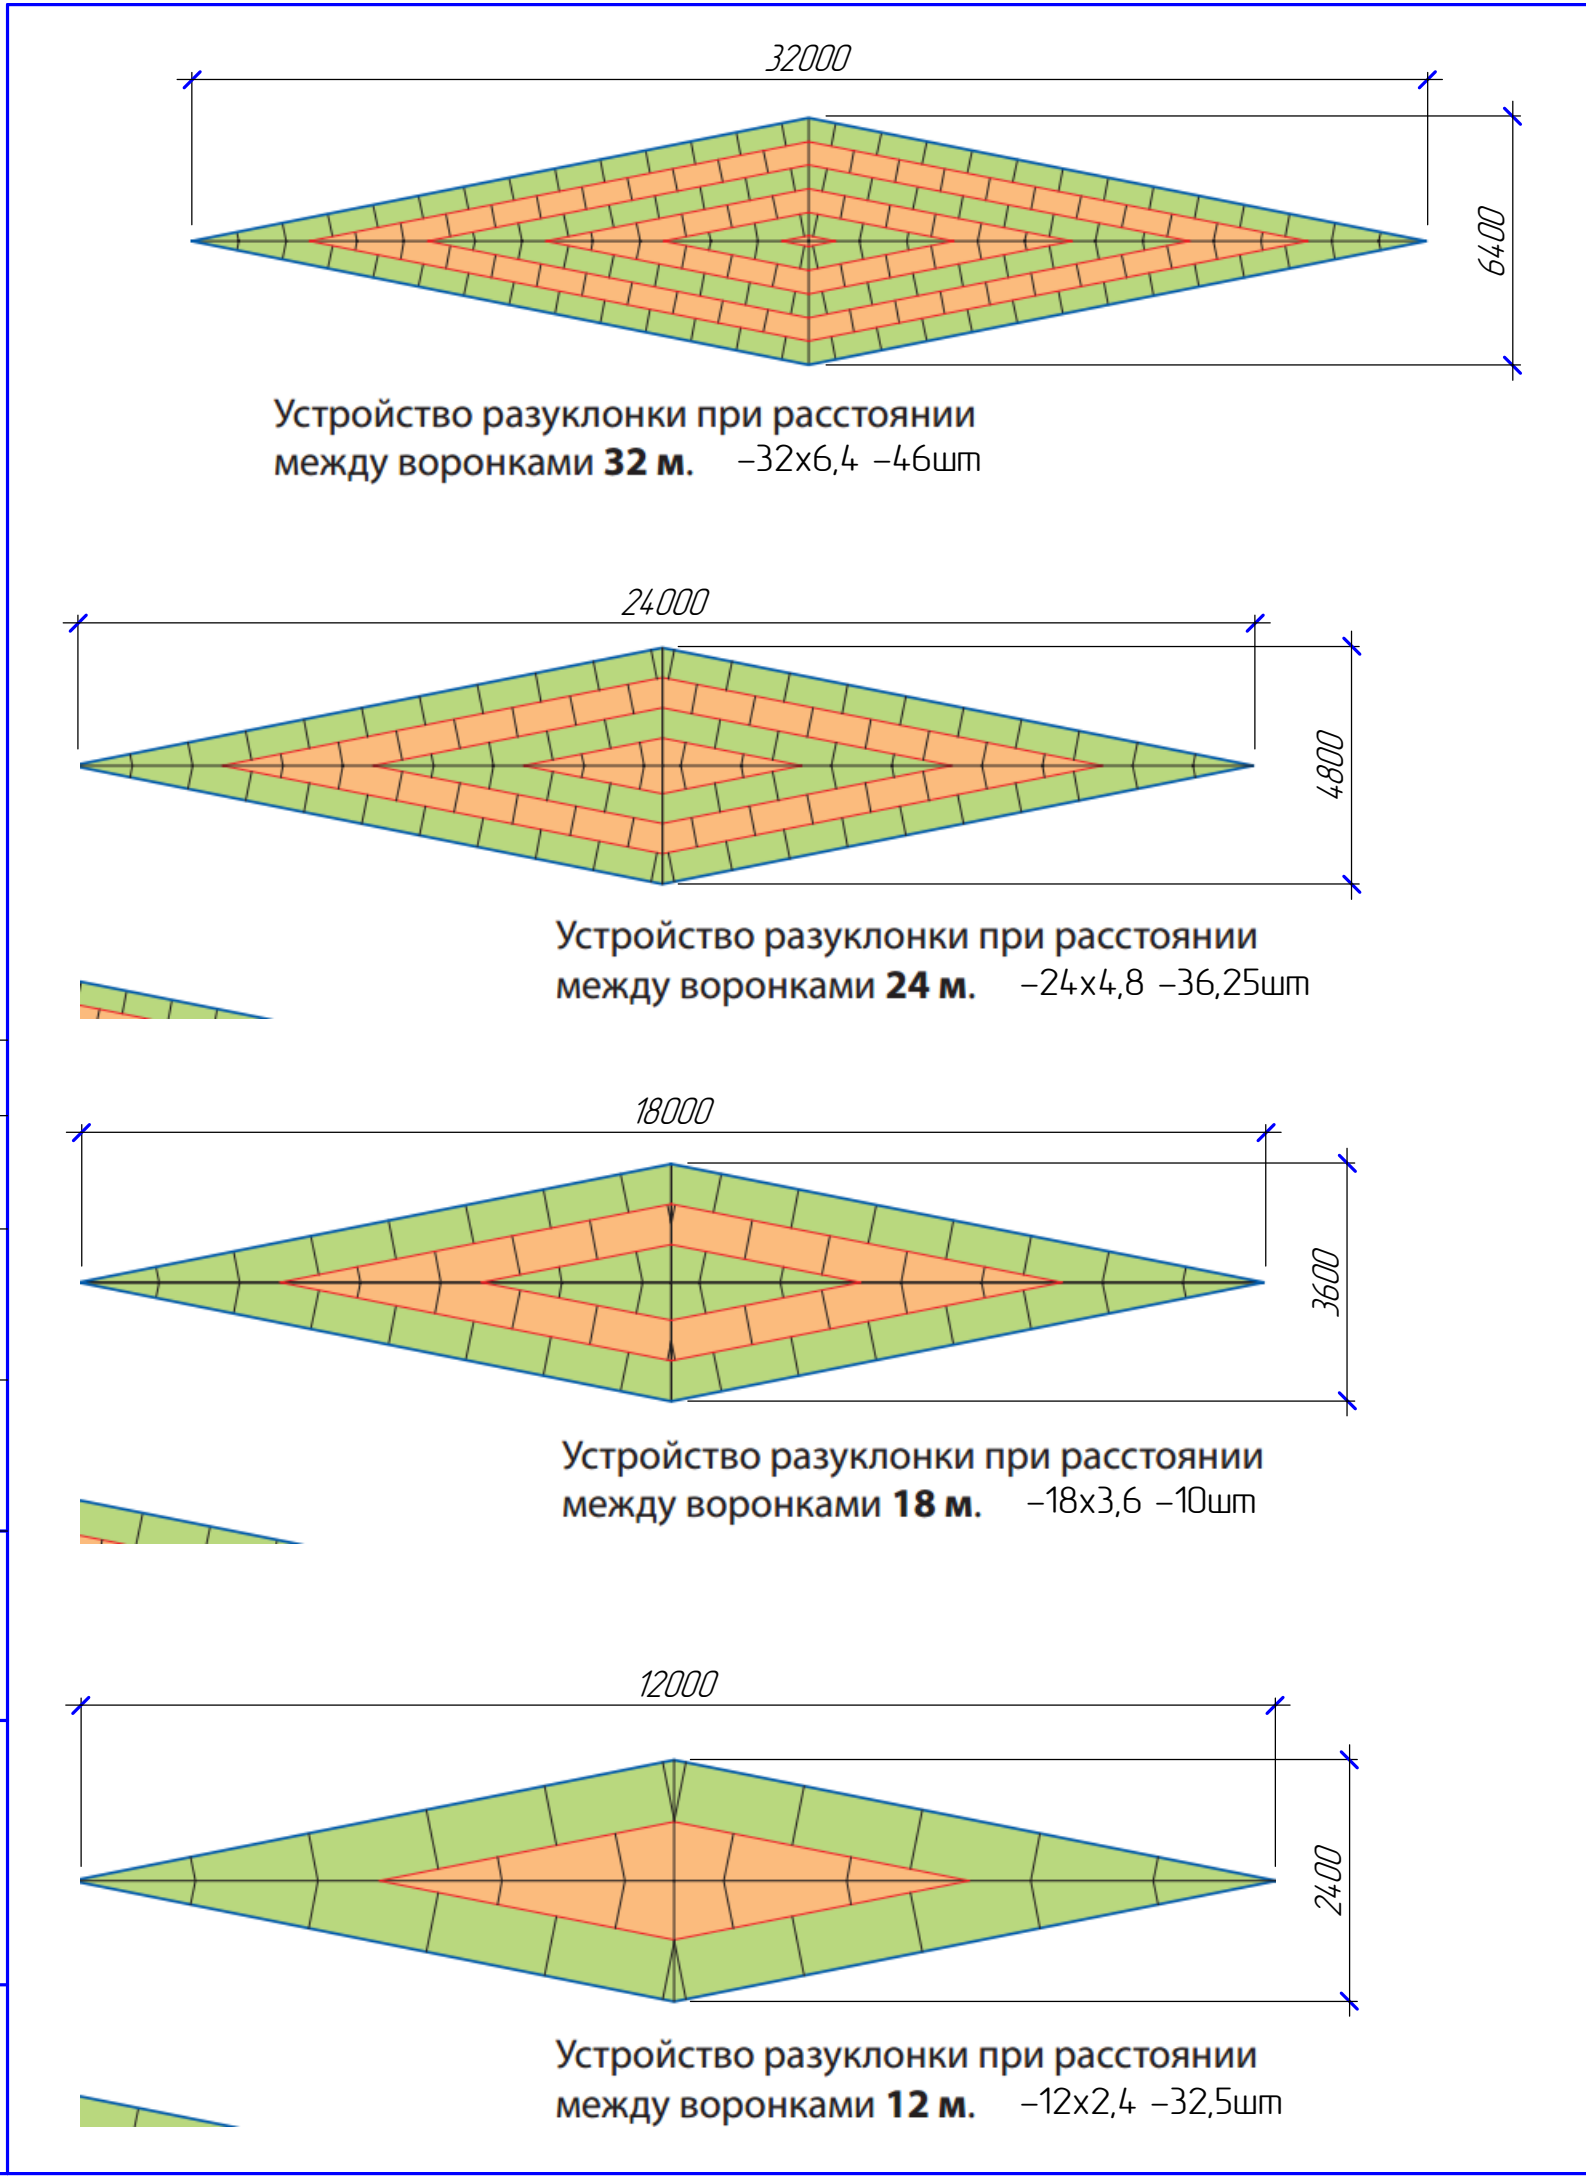 32000
6400
Устройство разуклонки при расстоянии
между воронками 32 м. -32х6,4 -46шт
24000
4800
Устройство разуклонки при расстоянии
между воронками 24 м. -24х4,8 -36,25шт
18000
3600
Устройство разуклонки при расстоянии
между воронками 18 м. -18х3,6 -10шт
12000
2400
Устройство разуклонки при расстоянии
между воронками 12 м. -12х2,4 -32,5шт